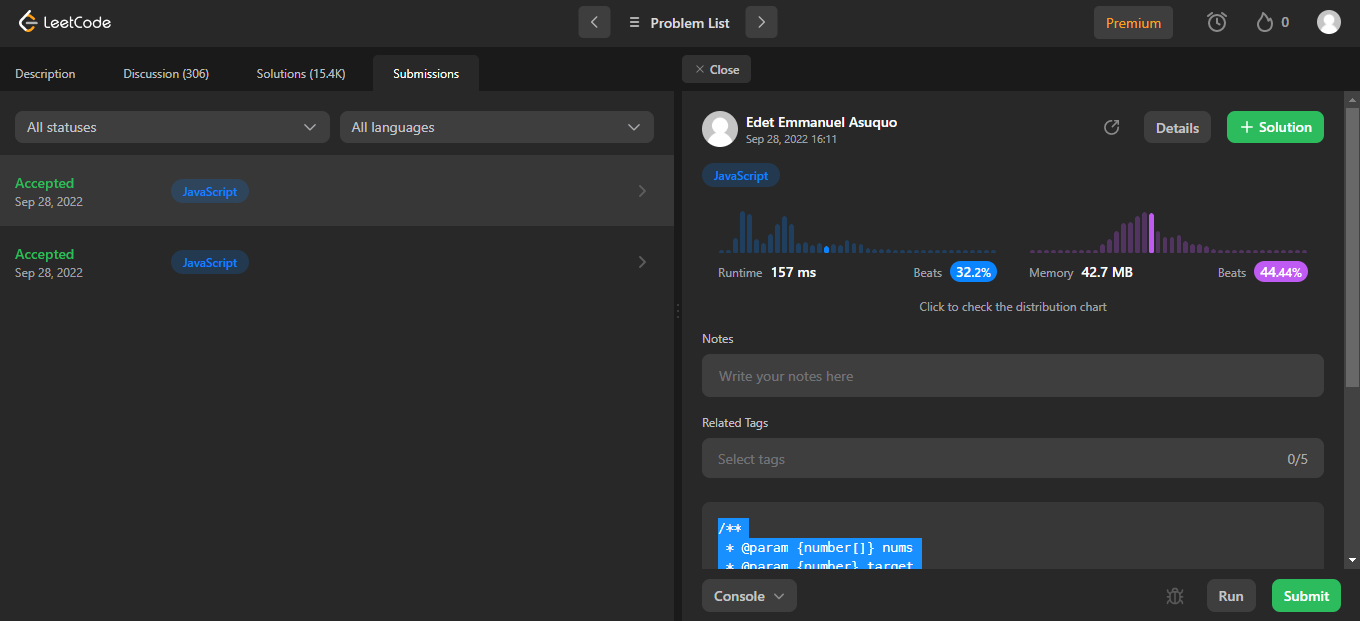 LeetCode
Problem List
Premium
0
Description
Discussion (306)
Solutions (15.4K)
Submissions
All statuses
All languages
Accepted
Sep 28, 2022
JavaScript
Accepted
Sep 28, 2022
JavaScript
Close
Edet Emmanuel Asuquo
Sep 28, 2022 16:11
Details
+ Solution
JavaScript
Runtime 157 ms
Beats 32.2%
Memory 42.7 MB
Beats 44.44%
Click to check the distribution chart
Notes
Write your notes here
Related Tags
Select tags
0/5
/**
* @param {number[]} nums
* @param {number} target
Console
Run
Submit